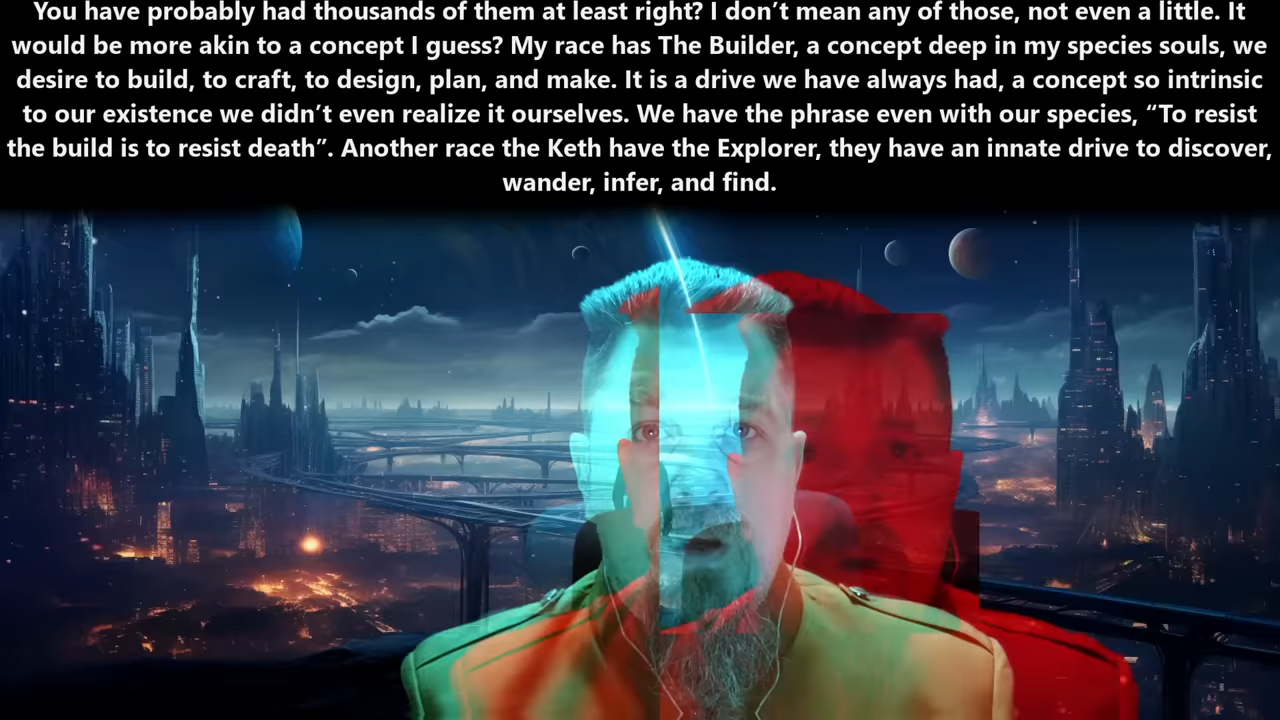 You have probably had thousands of them at least right? I don’t mean any of those, not even a little. It
would be more akin to a concept I guess? My race has The Builder, a concept deep in my species souls, we
desire to build, to craft, to design, plan, and make. It is a drive we have always had, a concept so intrinsic
to our existence we didn’t even realize it ourselves. We have the phrase even with our species, “To resist
the build is to resist death”. Another race the Keth have the Explorer, they have an innate drive to discover,
wander, infer, and find.